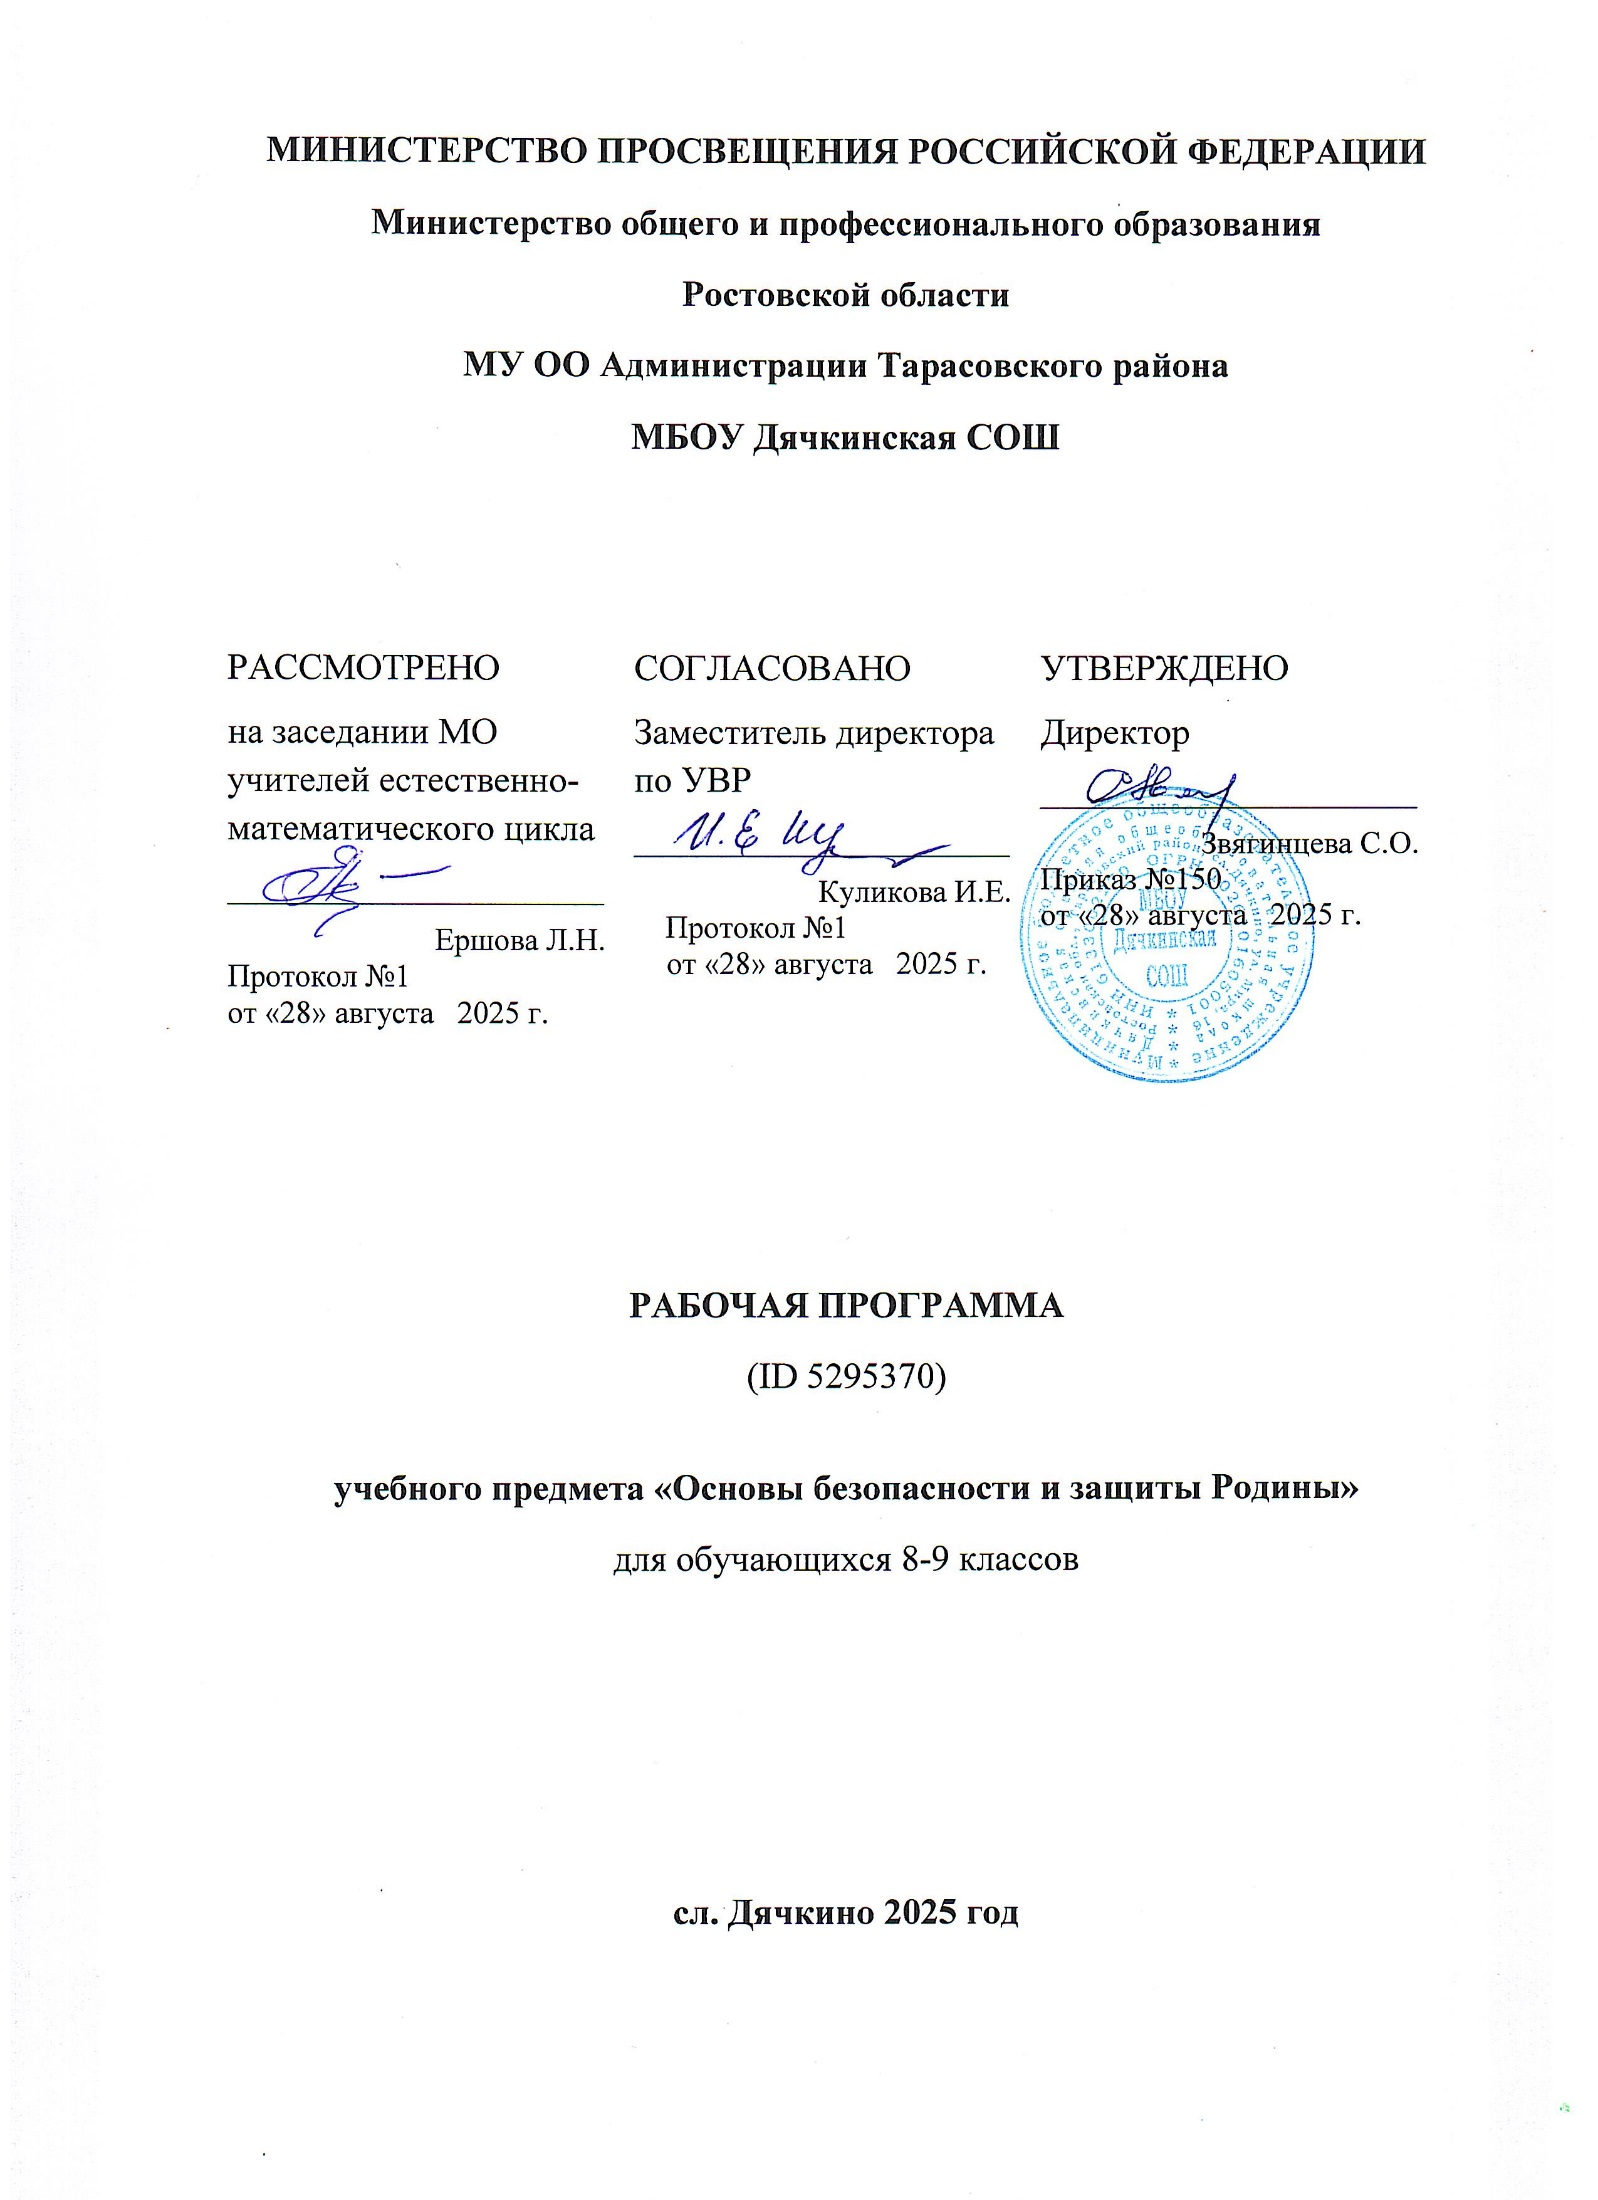 МИНИСТЕРСТВО ПРОСВЕЩЕНИЯ РОССИЙСКОЙ ФЕДЕРАЦИИ
Министерство общего и профессионального образования
Ростовской области
МУ ОО Администрации Тарасовского района
МБОУ Дячкинская СОШ
РАССМОТРЕНО
на заседании МО
учителей естественно-
математического цикла
Ершова Л.Н.
Протокол №1
от «28» августа 2025 г.
СОГЛАСОВАНО
Заместитель директора
по УВР
Куликова И.Е.
Протокол №1
от «28» августа 2025 г.
УТВЕРЖДЕНО
Директор
Звягинцева С.О.
Приказ №150
от «28» августа 2025 г.
МБОУ
Дячкинская
СОШ
РАБОЧАЯ ПРОГРАММА
(ID 5295370)
учебного предмета «Основы безопасности и защиты Родины»
для обучающихся 8-9 классов
сл. Дячкино 2025 год